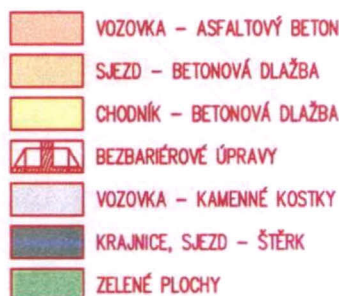 VOZOVKA – ASFALTOVÝ BETON
SJEZD – BETONOVÁ DLAŽBA
CHODNÍK – BETONOVÁ DLAŽBA
BEZBARIÉROVÉ ÚPRAVY
VOZOVKA – KAMENNÉ KOSTKY
KRAJNICE, SJEZD – ŠTĚRK
ZELENÉ PLOCHY